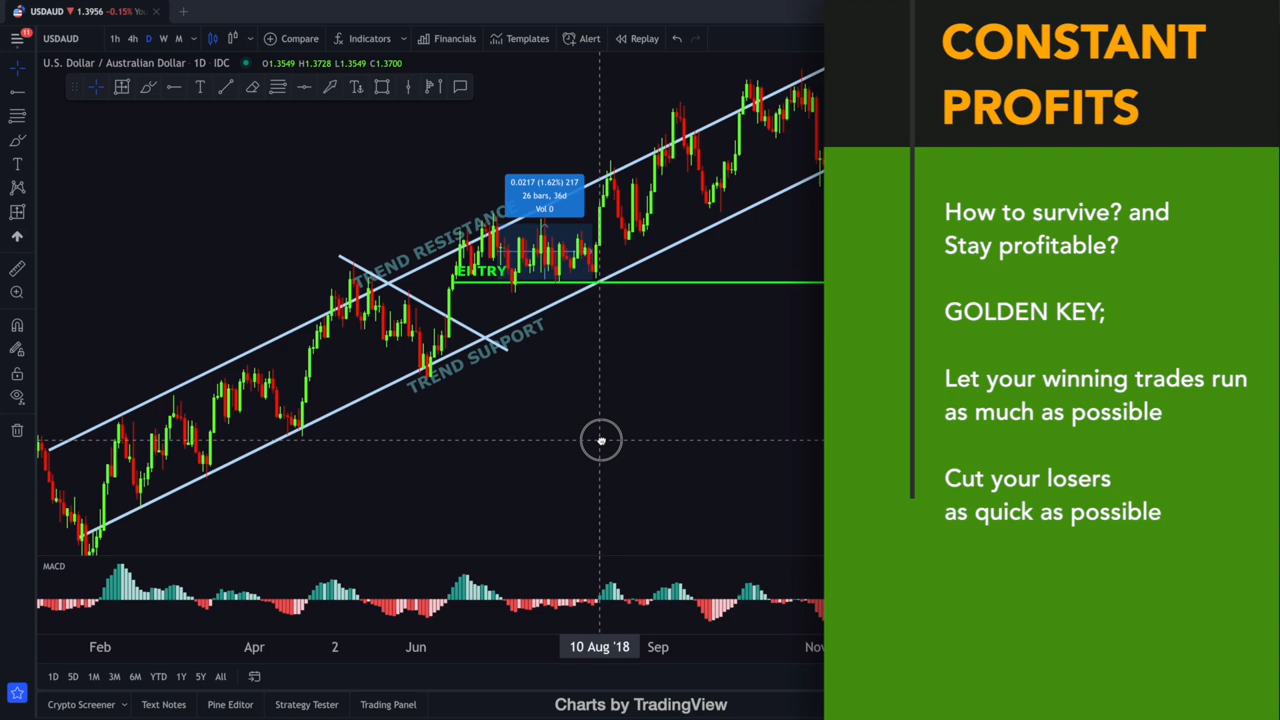 USDAUD ▼ 1.3956 −0.15% Yo
11
USDAUD
1h 4h D W M
Compare
Indicators
Financials
Templates
Alert
Replay
U.S. Dollar / Australian Dollar · 1D · IDC
O1.3549 H1.3728 L1.3549 C1.3700
0.0217 (1.62%) 217
26 bars, 36d
Vol 0
TREND RESISTANCE
ENTRY
TREND SUPPORT
MACD
Feb Apr 2 Jun 10 Aug '18 Sep Nov
1D 5D 1M 3M 6M YTD 1Y 5Y All
Crypto Screener Text Notes Pine Editor Strategy Tester Trading Panel
Charts by TradingView
CONSTANT
PROFITS
How to survive? and
Stay profitable?
GOLDEN KEY;
Let your winning trades run
as much as possible
Cut your losers
as quick as possible